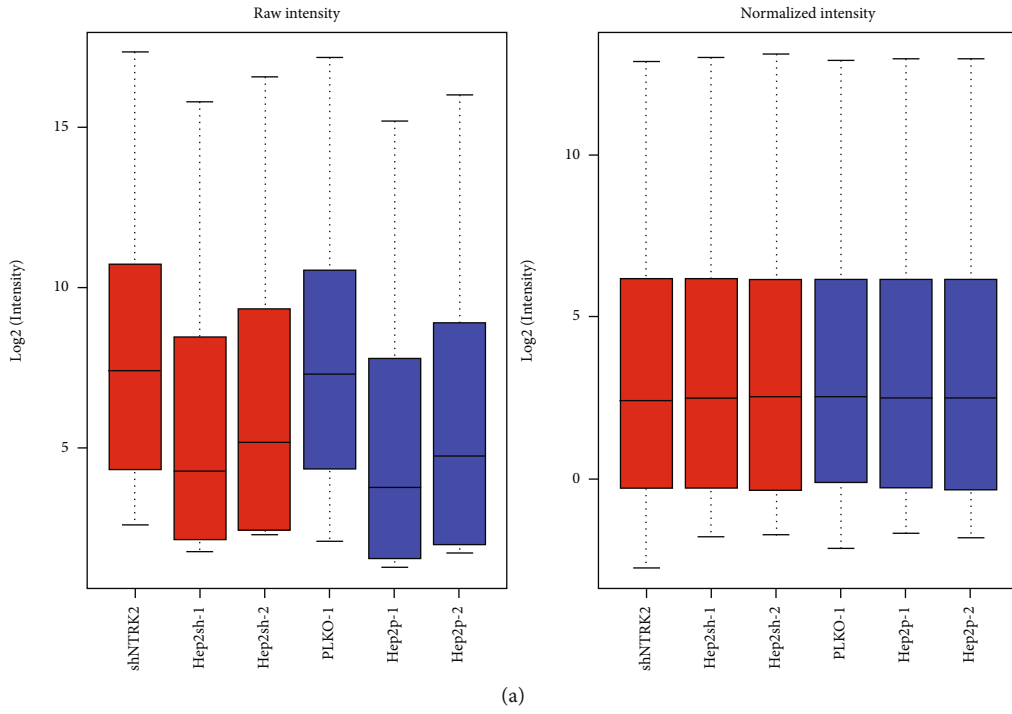 Raw intensity
Log2 (Intensity)
15
10
5
shNTRK2
Hep2sh-1
Hep2sh-2
PLKO-1
Hep2p-1
Hep2p-2
Normalized intensity
Log2 (Intensity)
10
5
0
shNTRK2
Hep2sh-1
Hep2sh-2
PLKO-1
Hep2p-1
Hep2p-2
(a)